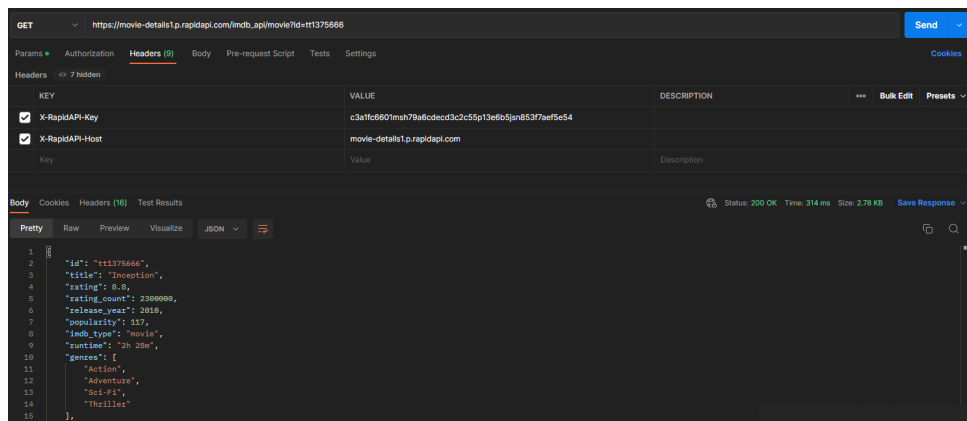 GET https://movie-details1.p.rapidapi.com/imdb_api/movie?id=tt1375666 Send
Params Authorization Headers (9) Body Pre-request Script Tests Settings Cookies
Headers 7 hidden
KEY VALUE DESCRIPTION Bulk Edit Presets
X-RapidAPI-Key c3a1fc6601msh79a6cdecd3c2c55p13e6b5jsn853f7aef5e54
X-RapidAPI-Host movie-details1.p.rapidapi.com
Key Value Description
Body Cookies Headers (16) Test Results Status: 200 OK Time: 314 ms Size: 2.78 KB Save Response
Pretty Raw Preview Visualize JSON
1 {
2 "id": "tt1375666",
3 "title": "Inception",
4 "rating": 8.8,
5 "rating_count": 2300000,
6 "release_year": 2010,
7 "popularity": 117,
8 "imdb_type": "movie",
9 "runtime": "2h 28m",
10 "genres": [
11 "Action",
12 "Adventure",
13 "Sci-Fi",
14 "Thriller"
15 ],